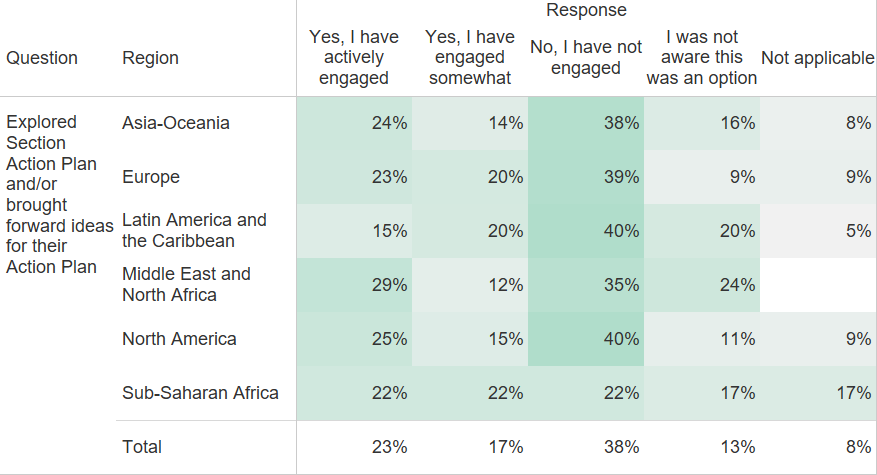 Response
Question Region Yes, I have actively engaged Yes, I have engaged somewhat No, I have not engaged I was not aware this was an option Not applicable
Explored Section Action Plan and/or brought forward ideas for their Action Plan
Asia-Oceania 24% 14% 38% 16% 8%
Europe 23% 20% 39% 9% 9%
Latin America and the Caribbean 15% 20% 40% 20% 5%
Middle East and North Africa 29% 12% 35% 24%
North America 25% 15% 40% 11% 9%
Sub-Saharan Africa 22% 22% 22% 17% 17%
Total 23% 17% 38% 13% 8%